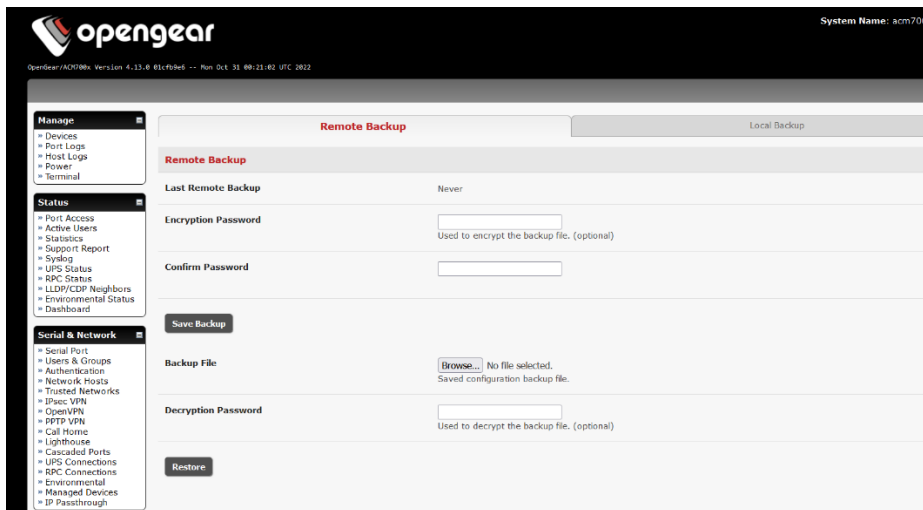 opengear
System Name: acm70
OpenGear/ACM700x Version 4.13.0 01cfb9e6 -- Mon Oct 31 00:21:02 UTC 2022
Manage
» Devices
» Port Logs
» Host Logs
» Power
» Terminal
Status
» Port Access
» Active Users
» Statistics
» Support Report
» Syslog
» UPS Status
» RPC Status
» LLDP/CDP Neighbors
» Environmental Status
» Dashboard
Serial & Network
» Serial Port
» Users & Groups
» Authentication
» Network Hosts
» Trusted Networks
» IPsec VPN
» OpenVPN
» PPTP VPN
» Call Home
» Lighthouse
» Cascaded Ports
» UPS Connections
» RPC Connections
» Environmental
» Managed Devices
» IP Passthrough
Remote Backup
Local Backup
Remote Backup
Last Remote Backup
Never
Encryption Password
Used to encrypt the backup file. (optional)
Confirm Password
Save Backup
Backup File
Browse... No file selected.
Saved configuration backup file.
Decryption Password
Used to decrypt the backup file. (optional)
Restore